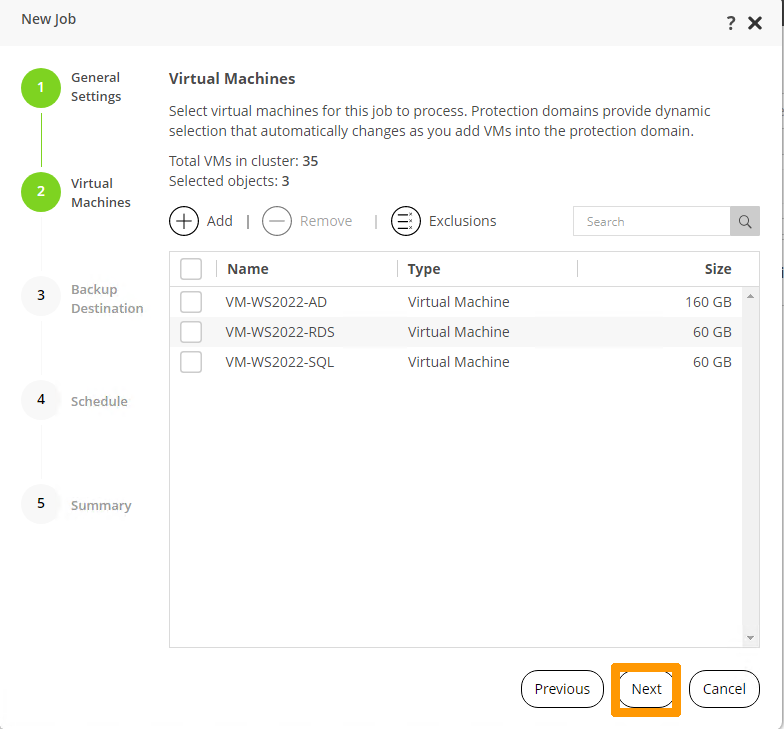 New Job
?
1
General
Settings
2
Virtual
Machines
3
Backup
Destination
4
Schedule
5
Summary
Virtual Machines
Select virtual machines for this job to process. Protection domains provide dynamic
selection that automatically changes as you add VMs into the protection domain.
Total VMs in cluster: 35
Selected objects: 3
Add | Remove | Exclusions Search
Name Type Size
VM-WS2022-AD Virtual Machine 160 GB
VM-WS2022-RDS Virtual Machine 60 GB
VM-WS2022-SQL Virtual Machine 60 GB
Previous Next Cancel